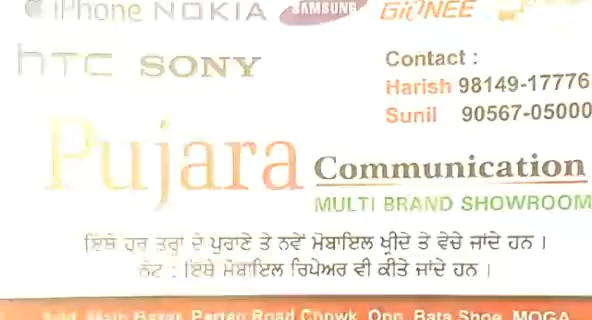 iPhone NOKIA SAMSUNG GIONEE
hTC SONY
Contact :
Harish 98149-17776
Sunil 90567-05000
Pujara Communication
MULTI BRAND SHOWROOM
ਇਥੇ ਹਰ ਤਰ੍ਹਾਂ ਦੇ ਪੁਰਾਣੇ ਤੇ ਨਵੇਂ ਮੋਬਾਇਲ ਖ੍ਰੀਦੇ ਤੇ ਵੇਚੇ ਜਾਂਦੇ ਹਨ।
ਨੋਟ : ਇਥੇ ਮੋਬਾਇਲ ਰਿਪੇਅਰ ਵੀ ਕੀਤੇ ਜਾਂਦੇ ਹਨ।
Main Bazar, Partap Road Chowk, Opp. Bata Shoe, MOGA